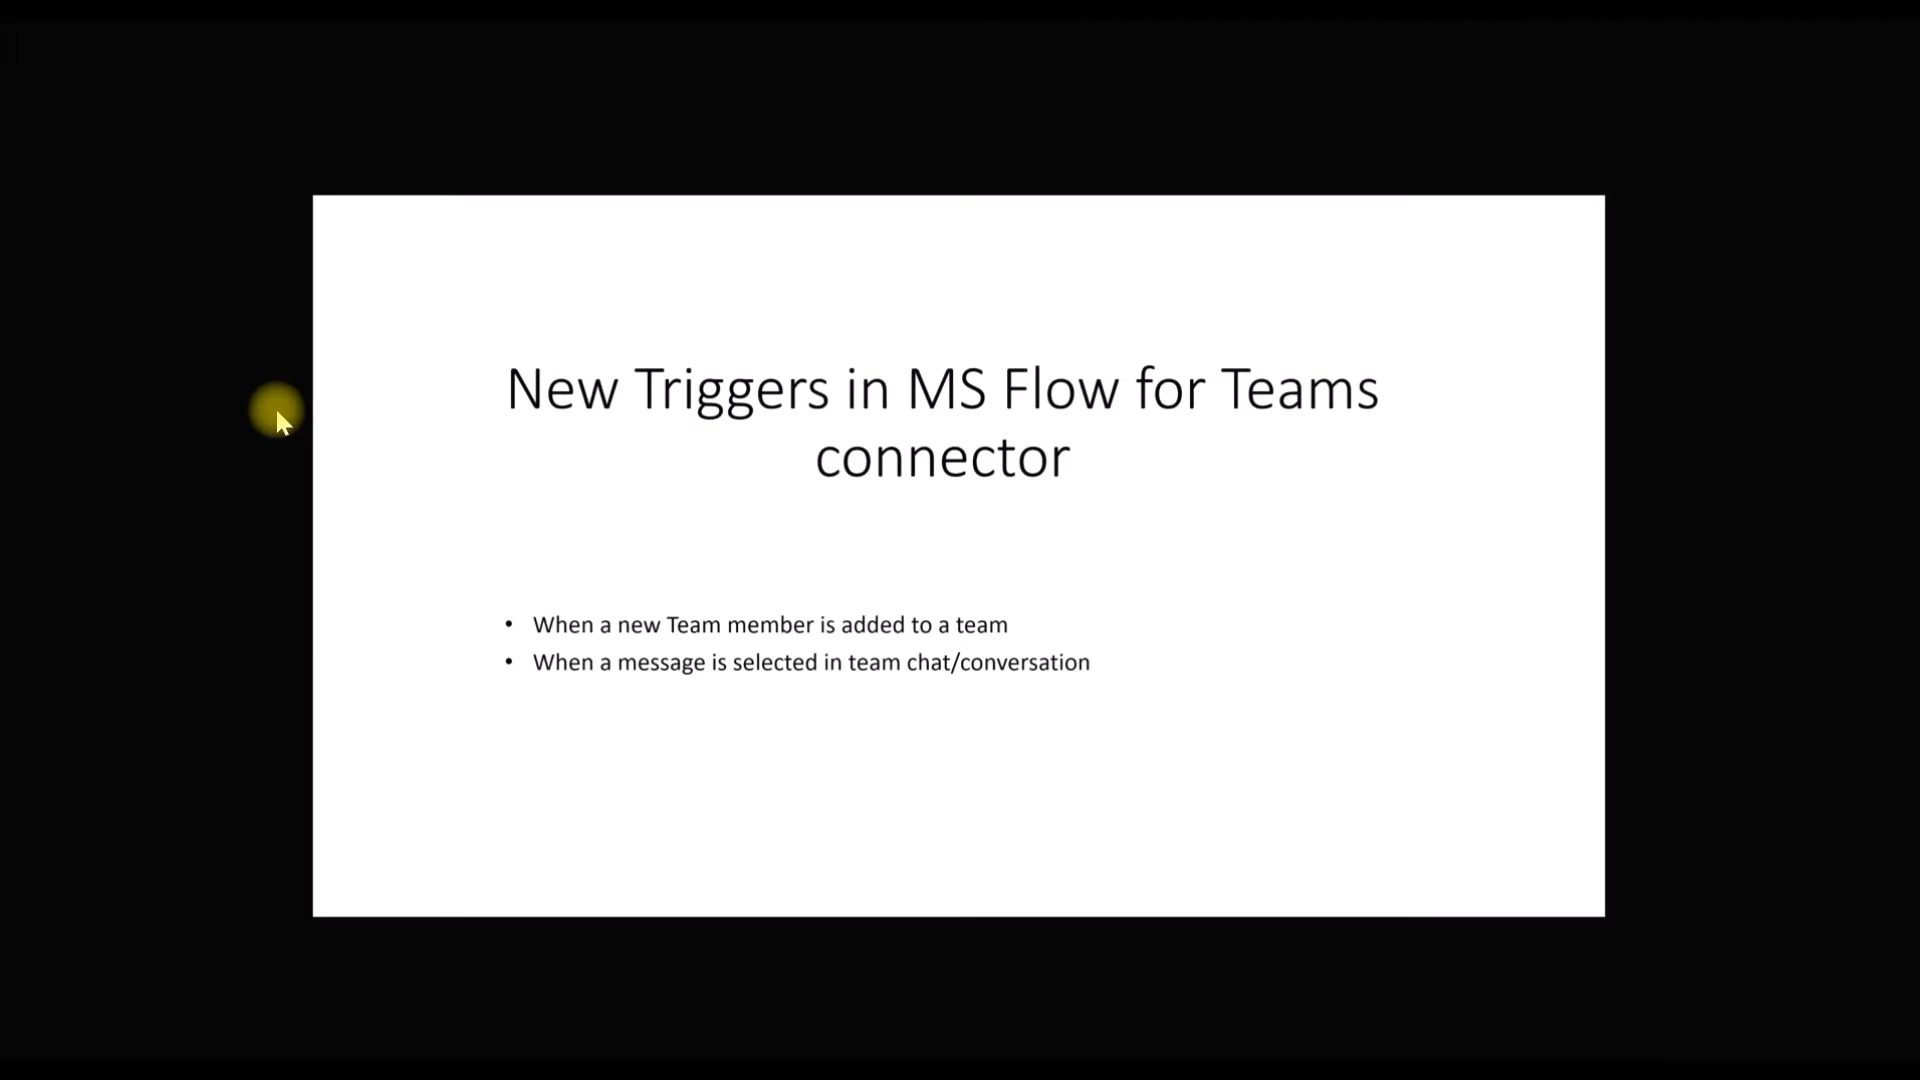 New Triggers in MS Flow for Teams
connector
• When a new Team member is added to a team
• When a message is selected in team chat/conversation